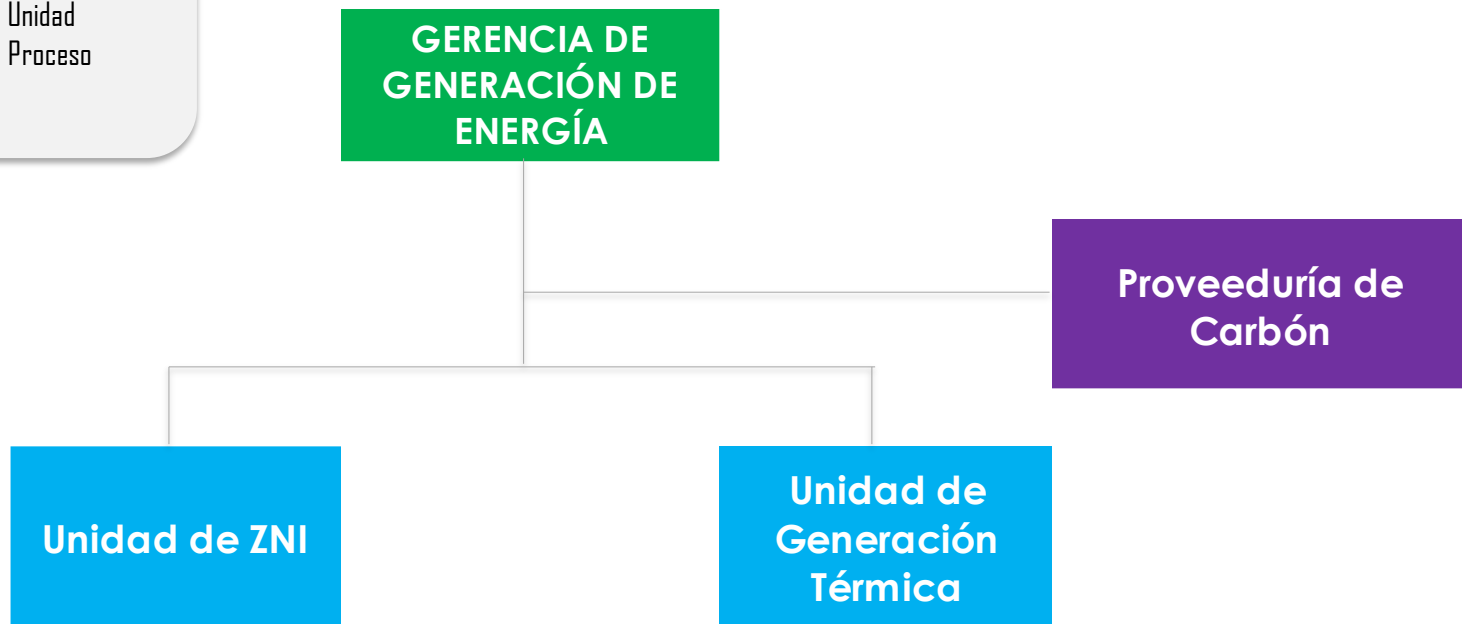 Unidad
Proceso
GERENCIA DE
GENERACIÓN DE
ENERGÍA
Proveeduría de
Carbón
Unidad de ZNI
Unidad de
Generación
Térmica